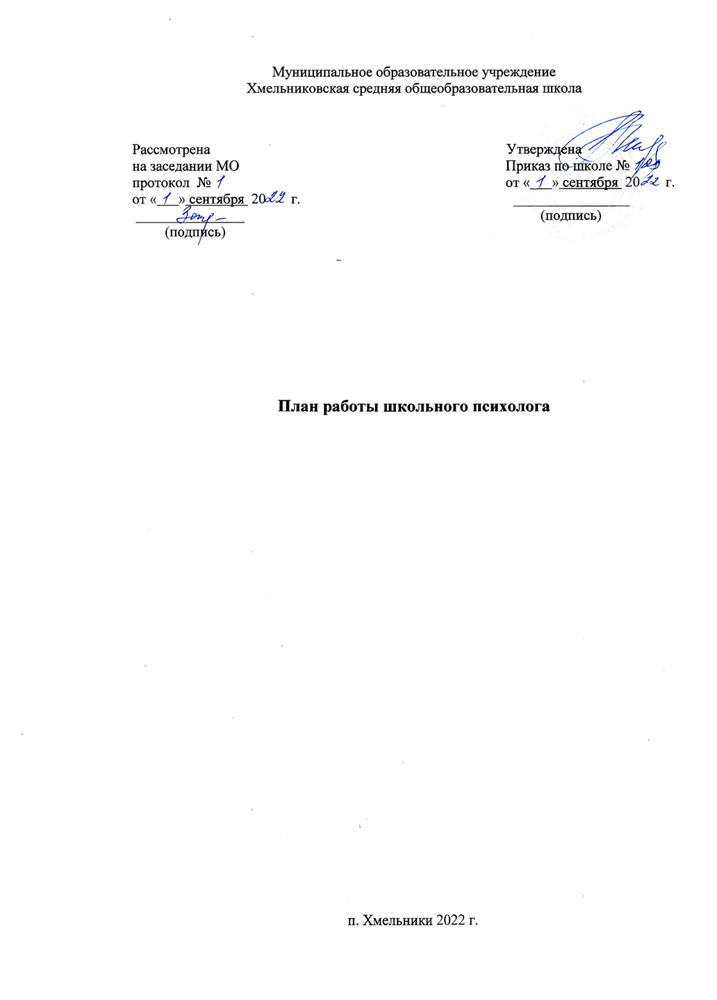 Муниципальное образовательное учреждение
Хмельниковская средняя общеобразовательная школа
Рассмотрена
на заседании МО
протокол № 1
от «1» сентября 2022 г.
(подпись)
Утверждена
Приказ по школе №
от «1» сентября 2022 г.
(подпись)
План работы школьного психолога
п. Хмельники 2022 г.